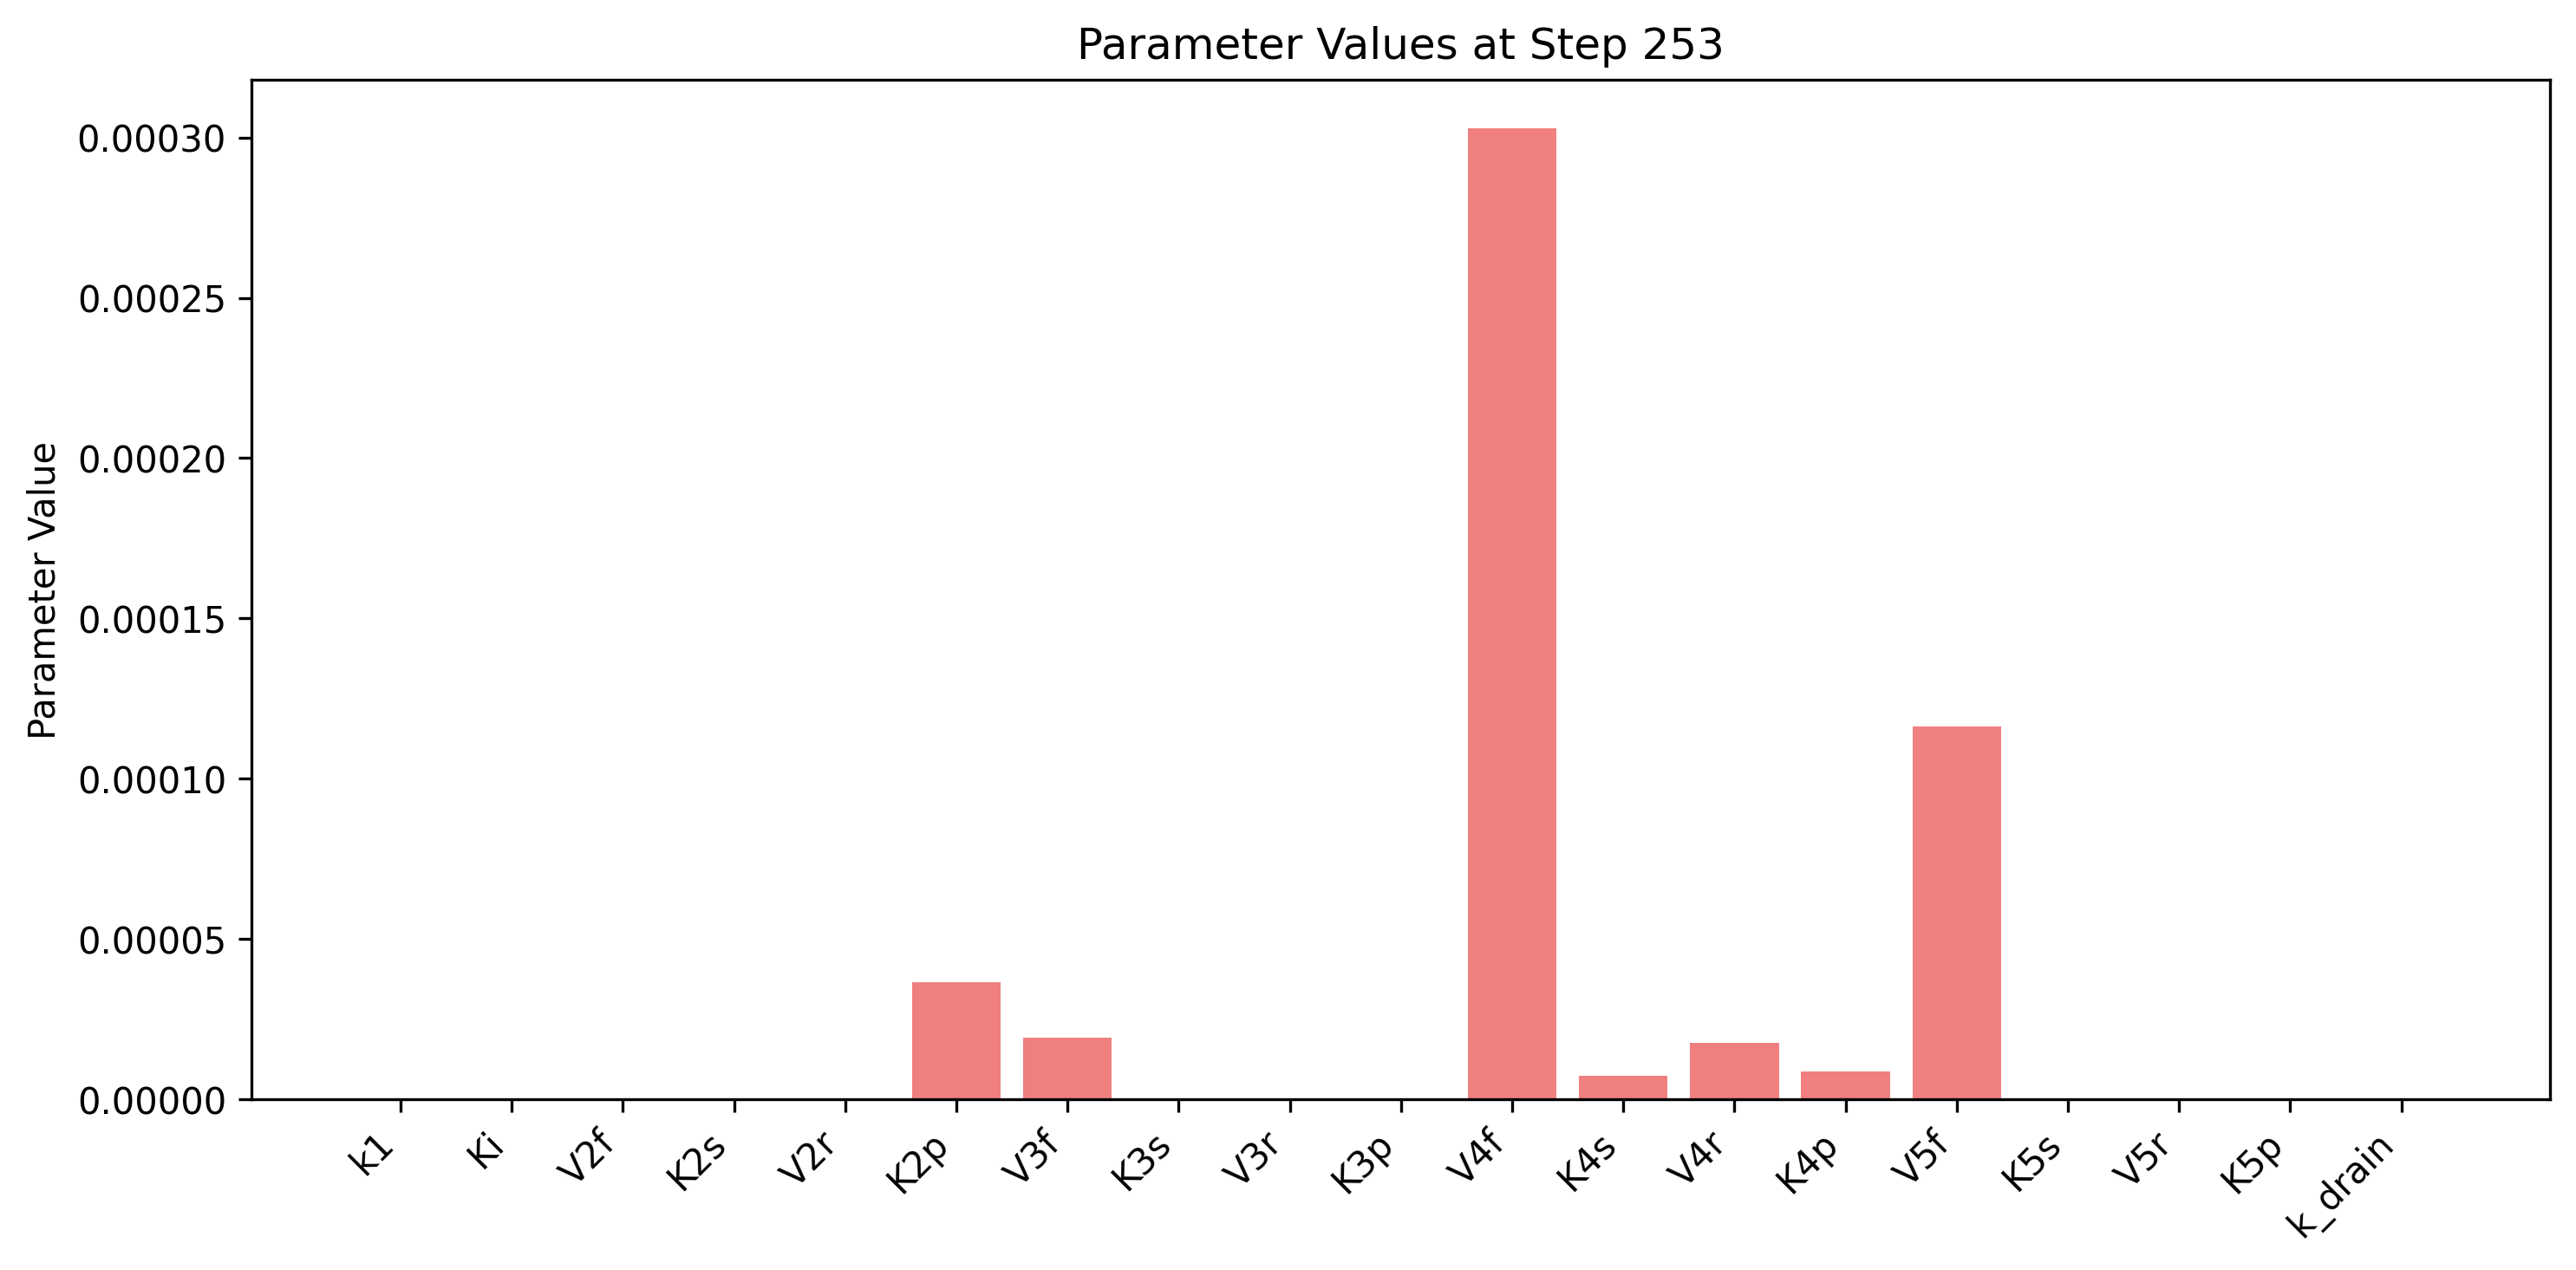 Parameter Values at Step 253
Parameter Value
0.00030
0.00025
0.00020
0.00015
0.00010
0.00005
0.00000
k1
Ki
V2f
K2s
V2r
K2p
V3f
K3s
V3r
K3p
V4f
K4s
V4r
K4p
V5f
K5s
V5r
K5p
k_drain